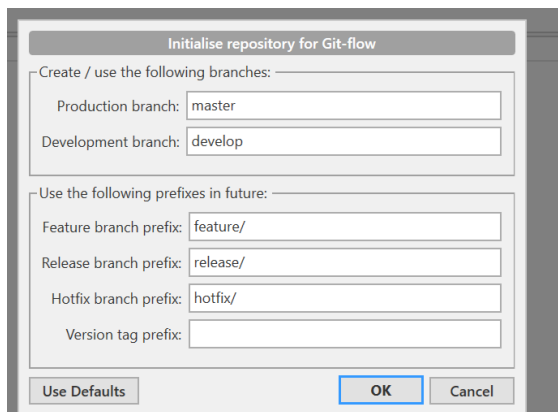 Initialise repository for Git-flow
Create / use the following branches:
Production branch: master
Development branch: develop
Use the following prefixes in future:
Feature branch prefix: feature/
Release branch prefix: release/
Hotfix branch prefix: hotfix/
Version tag prefix:
Use Defaults OK Cancel